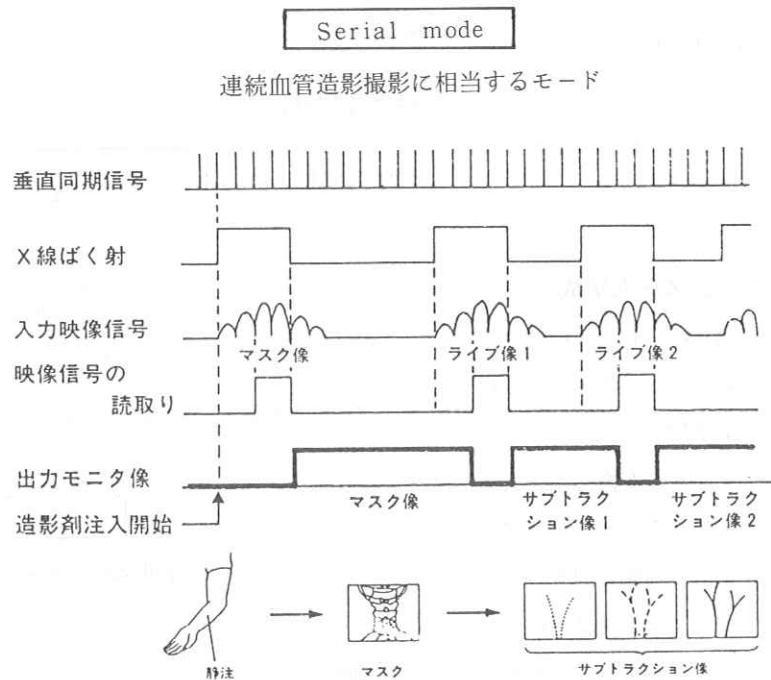 Serial mode
連続血管造影撮影に相当するモード
垂直同期信号
X線ばく射
入力映像信号
マスク像
ライブ像1
ライブ像2
映像信号の
読取り
出力モニタ像
マスク像
サブトラク
ション像1
サブトラク
ション像2
造影剤注入開始
静注
マスク
サブトラクション像